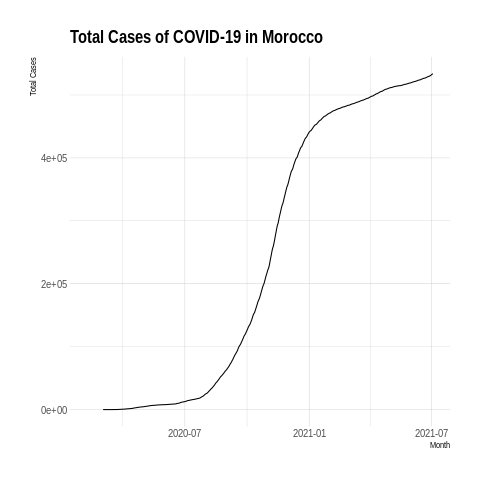 Total Cases of COVID-19 in Morocco
Total Cases
4e+05
2e+05
0e+00
2020-07
2021-01
2021-07
Month